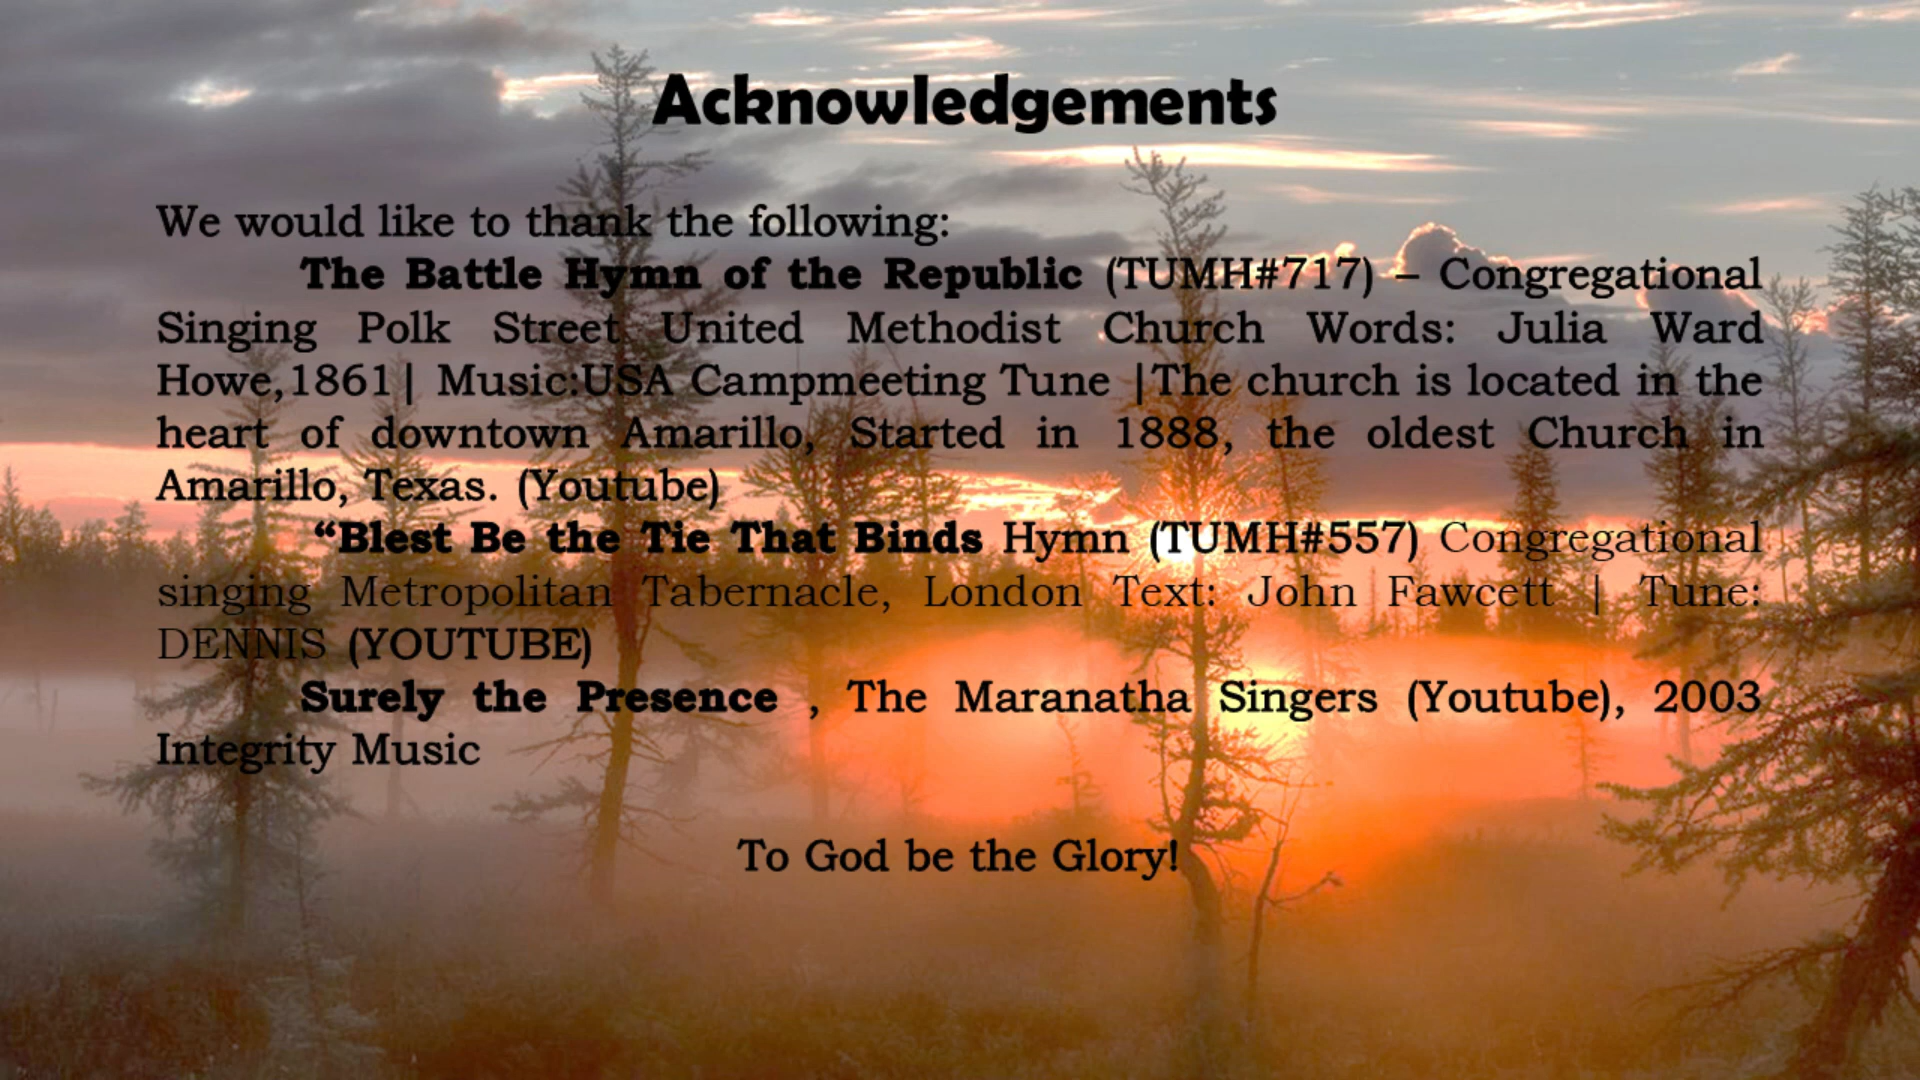 Acknowledgements
We would like to thank the following:
The Battle Hymn of the Republic (TUMH#717) – Congregational
Singing Polk Street United Methodist Church Words: Julia Ward
Howe,1861| Music:USA Campmeeting Tune |The church is located in the
heart of downtown Amarillo, Started in 1888, the oldest Church in
Amarillo, Texas. (Youtube)
“Blest Be the Tie That Binds Hymn (TUMH#557) Congregational
singing Metropolitan Tabernacle, London Text: John Fawcett | Tune:
DENNIS (YOUTUBE)
Surely the Presence , The Maranatha Singers (Youtube), 2003
Integrity Music
To God be the Glory!